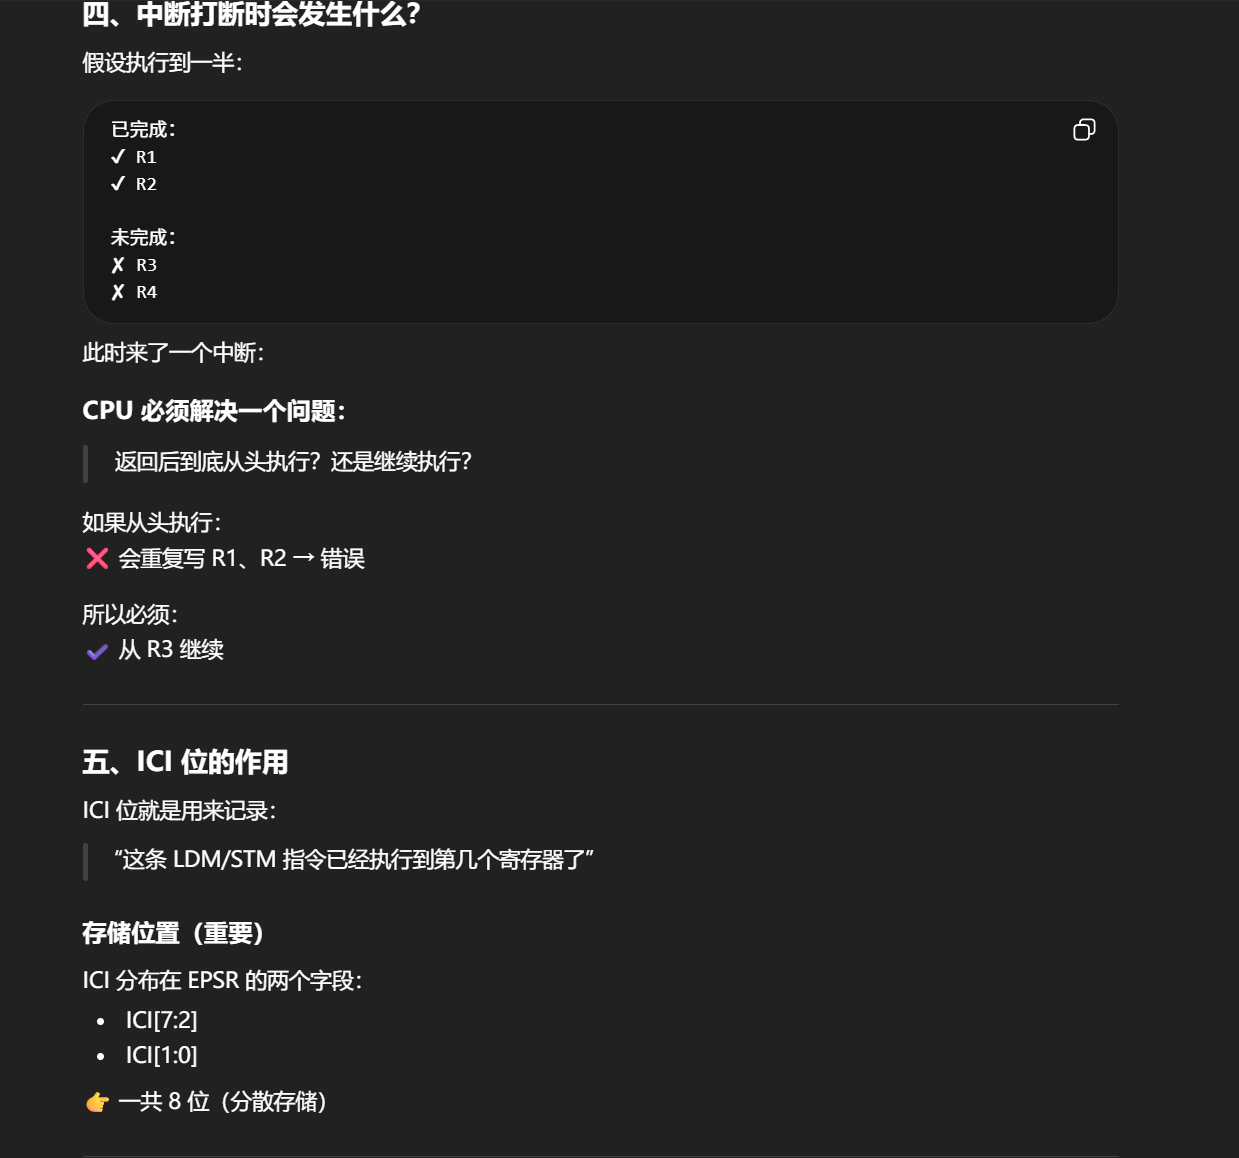 四、中断打断时会发生什么？
假设执行到一半：
已完成：
✓ R1
✓ R2
未完成：
✗ R3
✗ R4
此时来了一个中断：
CPU 必须解决一个问题：
返回后到底从头执行？还是继续执行？
如果从头执行：
❌ 会重复写 R1、R2 → 错误
所以必须：
✔ 从 R3 继续
五、ICI 位的作用
ICI 位就是用来记录：
“这条 LDM/STM 指令已经执行到第几个寄存器了”
存储位置（重要）
ICI 分布在 EPSR 的两个字段：
• ICI[7:2]
• ICI[1:0]
👉 一共 8 位（分散存储）